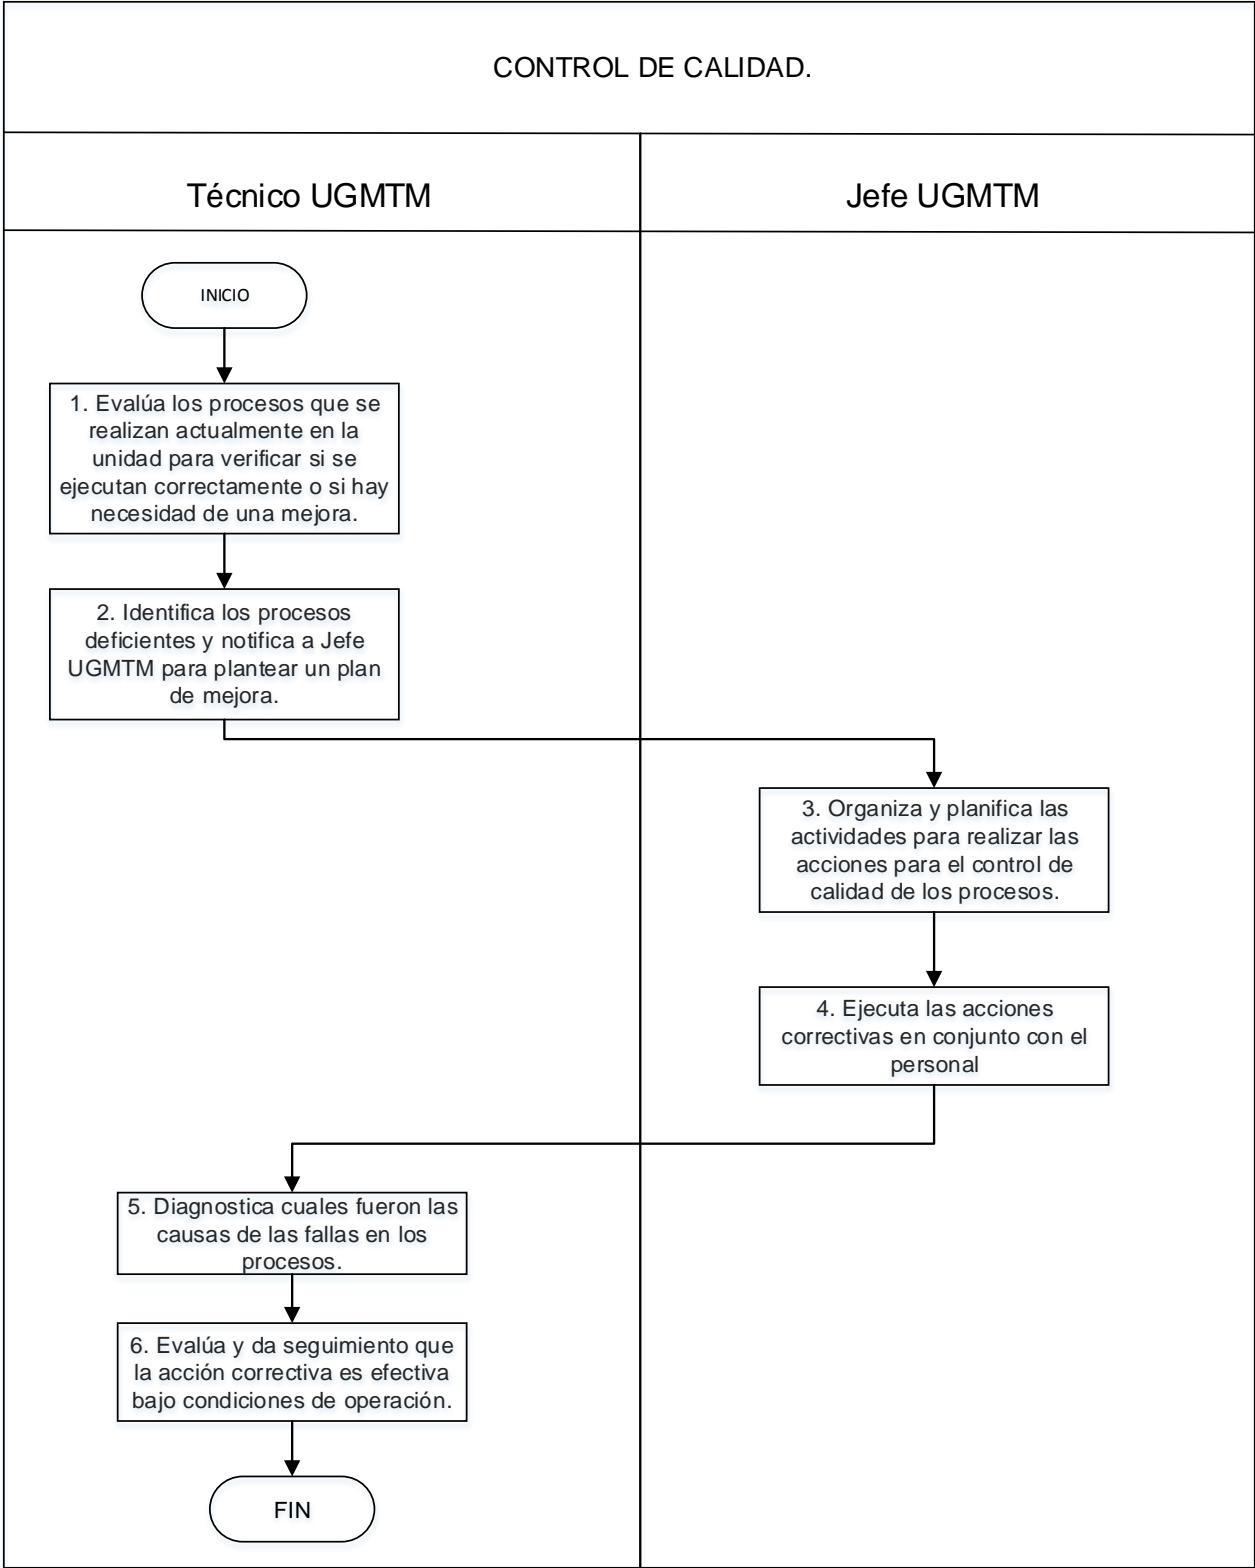 CONTROL DE CALIDAD.
Técnico UGMTM
Jefe UGMTM
INICIO
1. Evalúa los procesos que se
realizan actualmente en la
unidad para verificar si se
ejecutan correctamente o si hay
necesidad de una mejora.
2. Identifica los procesos
deficientes y notifica a Jefe
UGMTM para plantear un plan
de mejora.
3. Organiza y planifica las
actividades para realizar las
acciones para el control de
calidad de los procesos.
4. Ejecuta las acciones
correctivas en conjunto con el
personal
5. Diagnostica cuales fueron las
causas de las fallas en los
procesos.
6. Evalúa y da seguimiento que
la acción correctiva es efectiva
bajo condiciones de operación.
FIN